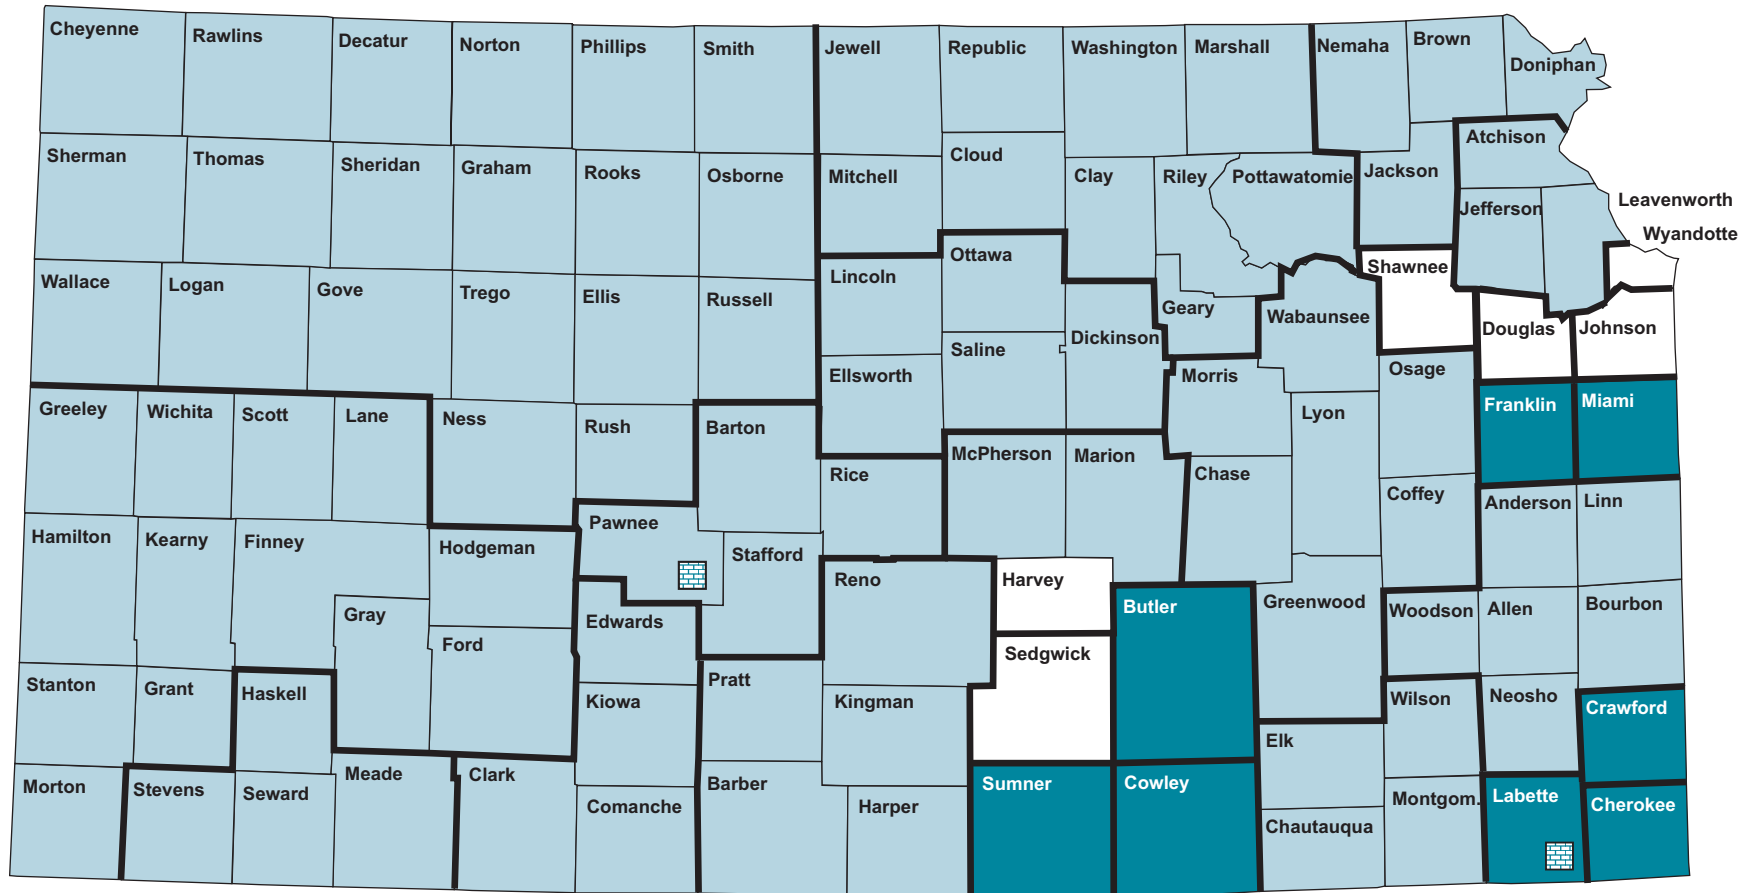 Cheyenne
Rawlins
Decatur
Norton
Phillips
Smith
Jewell
Republic
Washington
Marshall
Nemaha
Brown
Doniphan
Sherman
Thomas
Sheridan
Graham
Rooks
Osborne
Mitchell
Cloud
Clay
Riley
Pottawatomie
Jackson
Atchison
Jefferson
Leavenworth
Wyandotte
Wallace
Logan
Gove
Trego
Ellis
Russell
Lincoln
Ottawa
Saline
Dickinson
Geary
Wabaunsee
Shawnee
Douglas
Johnson
Ellsworth
Morris
Osage
Greeley
Wichita
Scott
Lane
Ness
Rush
Barton
Rice
McPherson
Marion
Chase
Lyon
Franklin
Miami
Coffey
Anderson
Linn
Hamilton
Kearny
Finney
Hodgeman
Pawnee
Stafford
Reno
Harvey
Butler
Greenwood
Woodson
Allen
Bourbon
Gray
Ford
Edwards
Sedgwick
Stanton
Grant
Haskell
Kiowa
Pratt
Kingman
Elk
Wilson
Neosho
Crawford
Morton
Stevens
Seward
Meade
Clark
Comanche
Barber
Harper
Sumner
Cowley
Chautauqua
Montgom.
Labette
Cherokee